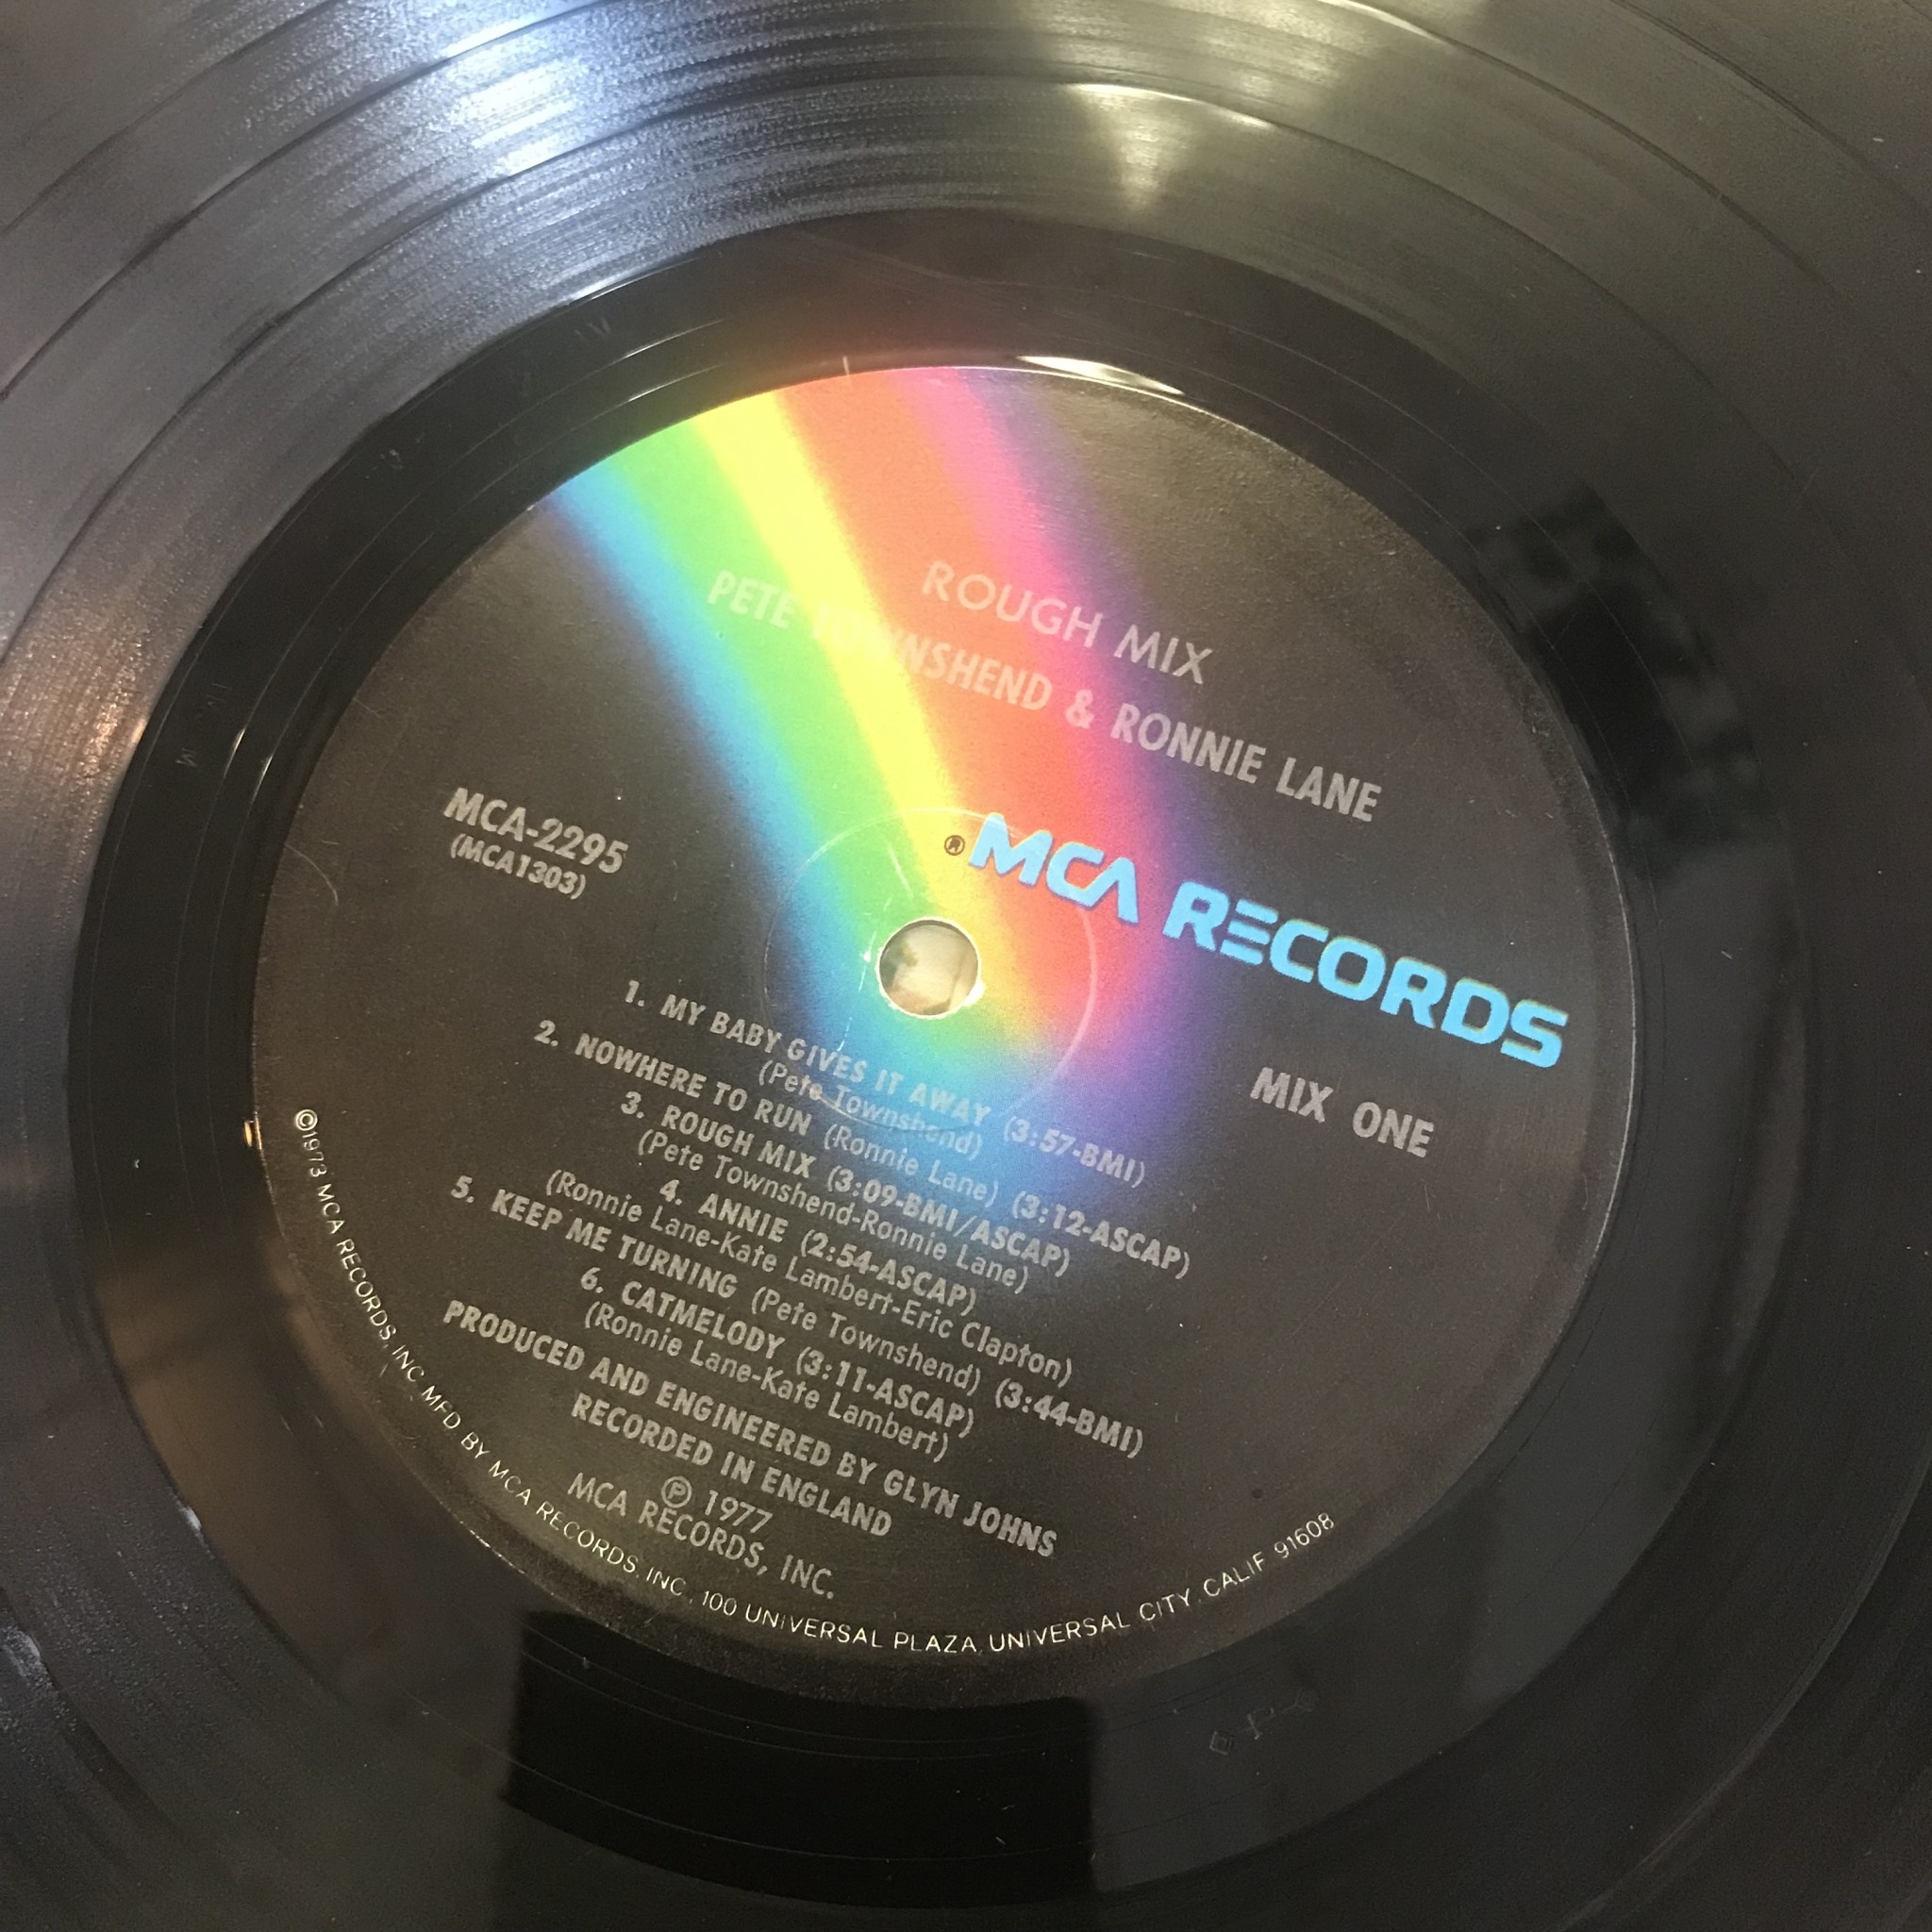 ROUGH MIX
PETE TOWNSHEND & RONNIE LANE
MCA-2295
(MCA1303)
® MCA RECORDS
MIX ONE
1. MY BABY GIVES IT AWAY (3:57-BMI)
(Pete Townshend)
2. NOWHERE TO RUN (Ronnie Lane) (3:12-ASCAP)
3. ROUGH MIX (3:09-BMI/ASCAP)
(Pete Townshend-Ronnie Lane)
4. ANNIE (2:54-ASCAP)
(Ronnie Lane-Kate Lambert-Eric Clapton)
5. KEEP ME TURNING (Pete Townshend) (3:44-BMI)
6. CATMELODY (3:11-ASCAP)
(Ronnie Lane-Kate Lambert)
PRODUCED AND ENGINEERED BY GLYN JOHNS
RECORDED IN ENGLAND
℗ 1977
MCA RECORDS, INC.
©1973 MCA RECORDS, INC. MFD BY MCA RECORDS, INC., 100 UNIVERSAL PLAZA, UNIVERSAL CITY, CALIF 91608